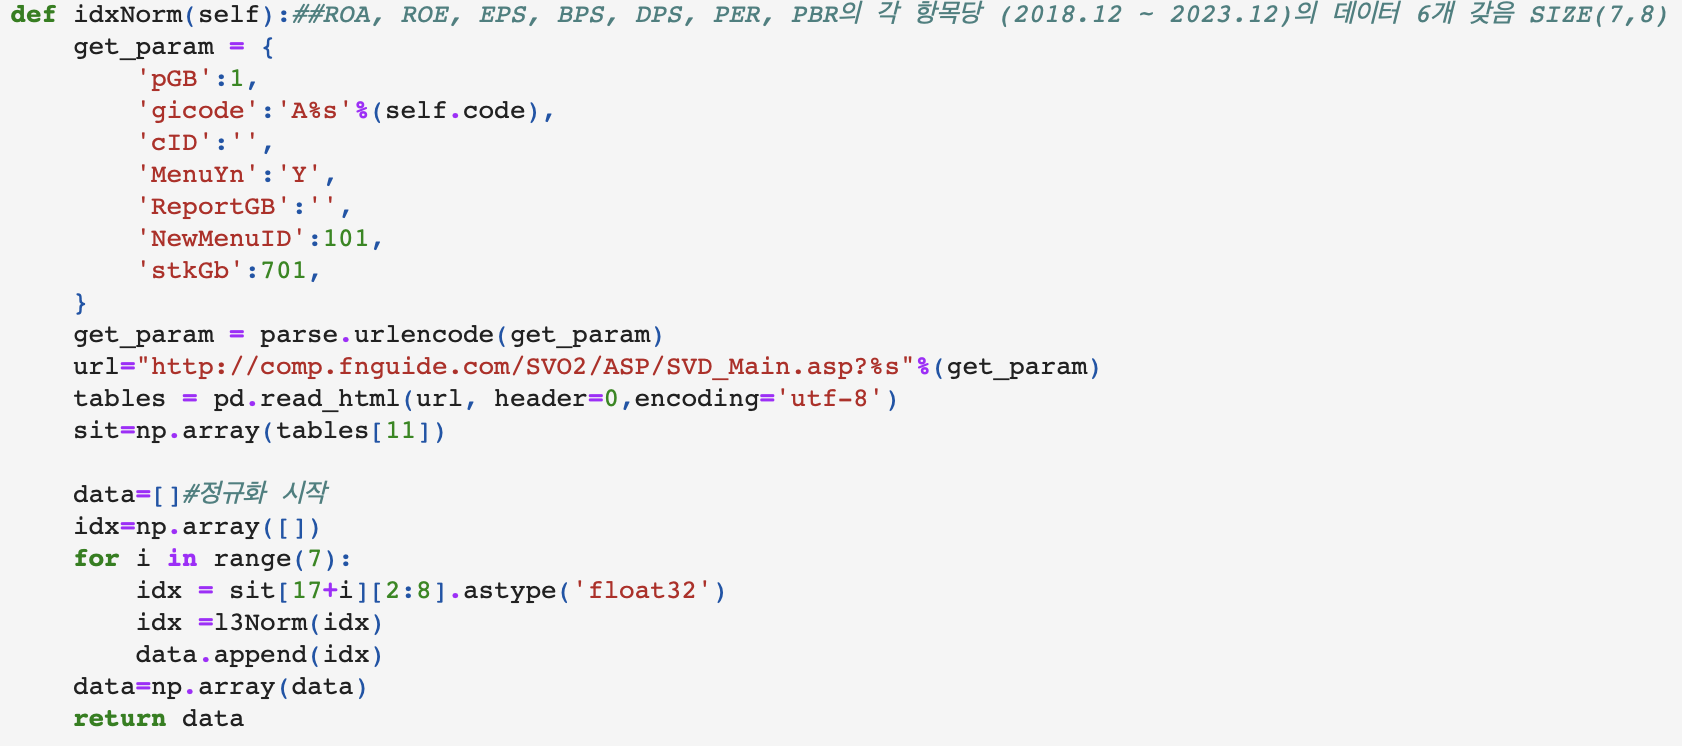 def idxNorm(self):##ROA, ROE, EPS, BPS, DPS, PER, PBR의 각 항목당 (2018.12 ~ 2023.12)의 데이터 6개 갖음 SIZE(7,8)
    get_param = {
        'pGB':1,
        'gicode':'A%s'%(self.code),
        'cID':'',
        'MenuYn':'Y',
        'ReportGB':'',
        'NewMenuID':101,
        'stkGb':701,
    }
    get_param = parse.urlencode(get_param)
    url="http://comp.fnguide.com/SVO2/ASP/SVD_Main.asp?%s"%(get_param)
    tables = pd.read_html(url, header=0,encoding='utf-8')
    sit=np.array(tables[11])
    data=[]#정규화 시작
    idx=np.array([])
    for i in range(7):
        idx = sit[17+i][2:8].astype('float32')
        idx =l3Norm(idx)
        data.append(idx)
    data=np.array(data)
    return data